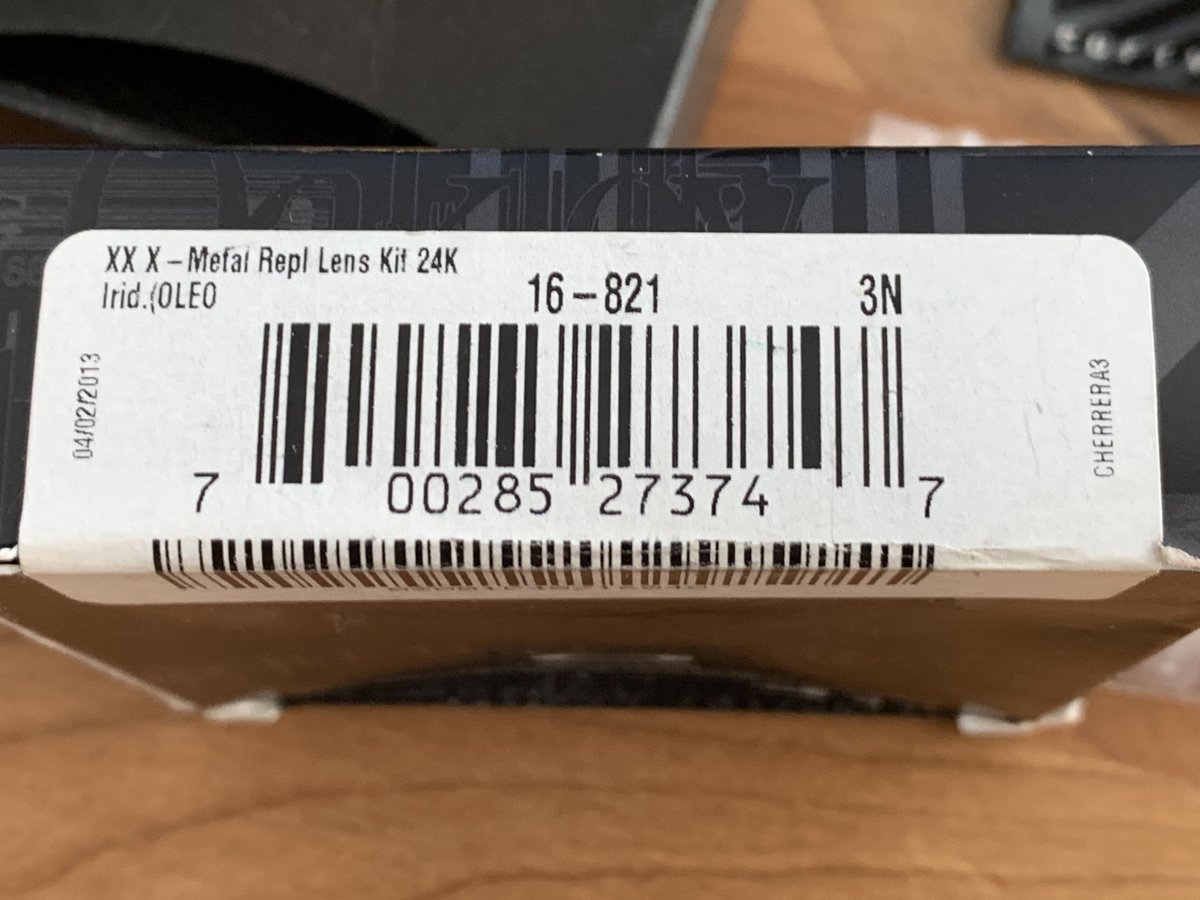 XX X-Metal Repl Lens Kit 24K
Irid.(OLEO
16-821
3N
04/02/2013
CHERRERA3
7 00285 27374 7